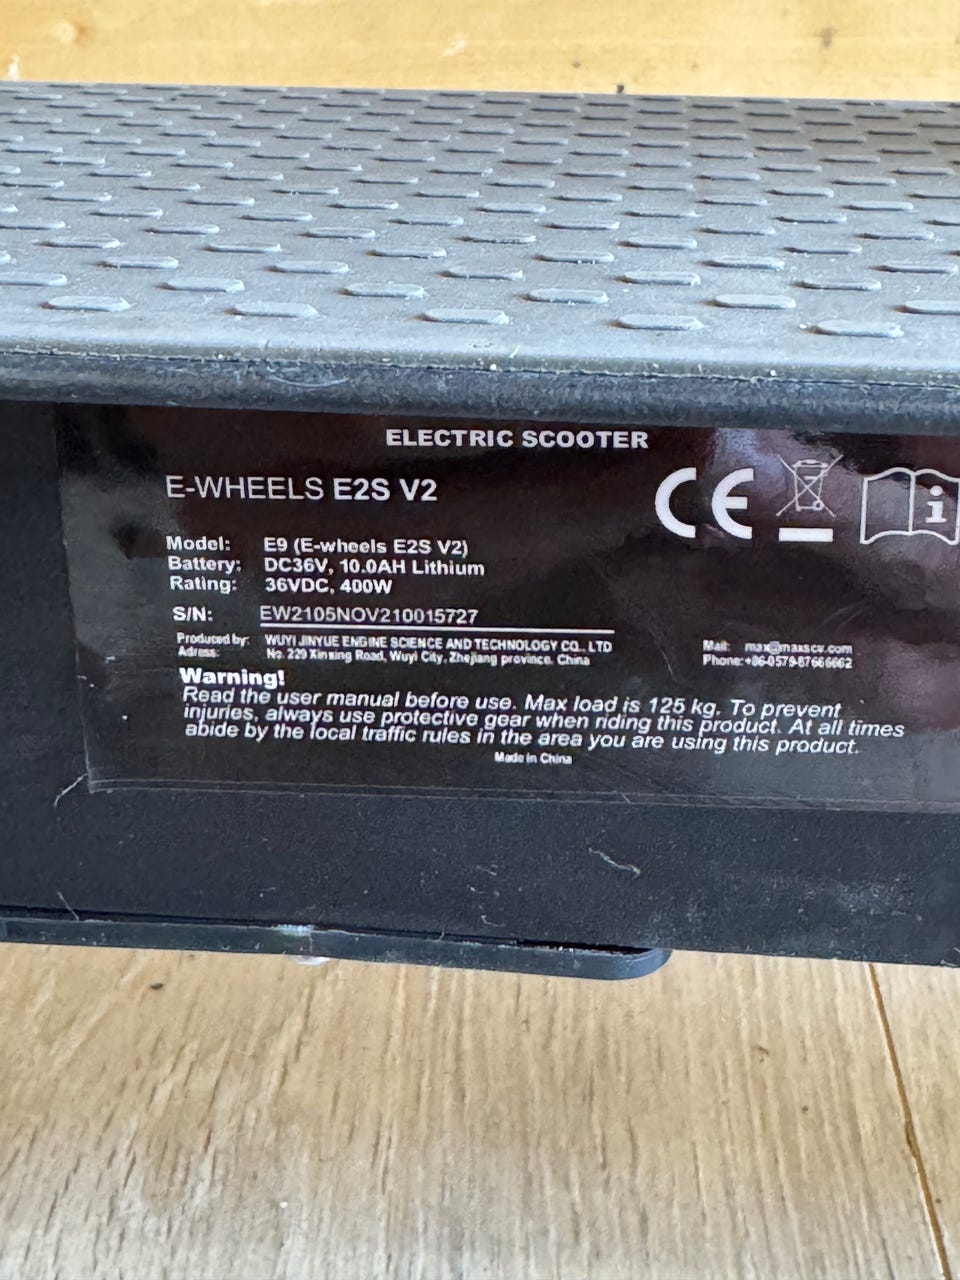 ELECTRIC SCOOTER
E-WHEELS E2S V2
CE
i
Model: E9 (E-wheels E2S V2)
Battery: DC36V, 10.0AH Lithium
Rating: 36VDC, 400W
S/N: EW2105NOV210015727
Produced by: WUYI JINYUE ENGINE SCIENCE AND TECHNOLOGY CO., LTD
Adress: No. 229 Xinxing Road, Wuyi City, Zhejiang province. China
Mail: max@maxscv.com
Phone: +86-0579-87666662
Warning!
Read the user manual before use. Max load is 125 kg. To prevent
injuries, always use protective gear when riding this product. At all times
abide by the local traffic rules in the area you are using this product.
Made in China